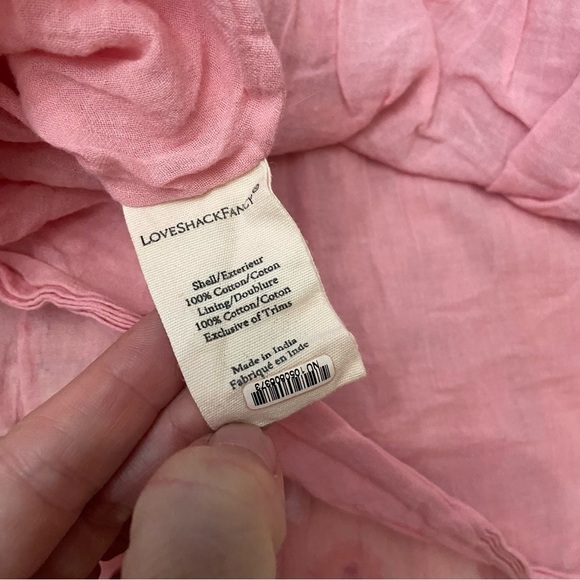 LOVESHACKFANCY®
Shell/Exterieur
100% Cotton/Coton
Lining/Doublure
100% Cotton/Coton
Exclusive of Trims
Made in India
Fabriqué en Inde